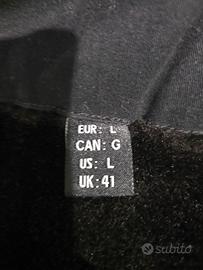 EUR: L
CAN: G
US: L
UK: 41
subito